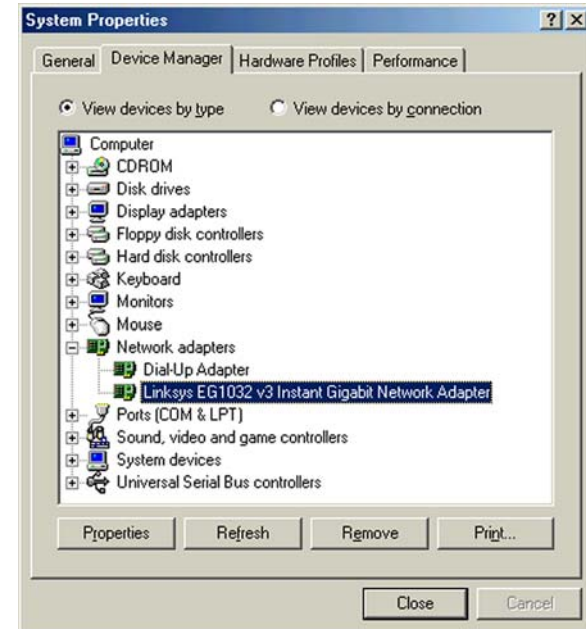 System Properties
General Device Manager Hardware Profiles Performance
View devices by type View devices by connection
Computer
CDROM
Disk drives
Display adapters
Floppy disk controllers
Hard disk controllers
Keyboard
Monitors
Mouse
Network adapters
Dial-Up Adapter
Linksys EG1032 v3 Instant Gigabit Network Adapter
Ports (COM & LPT)
Sound, video and game controllers
System devices
Universal Serial Bus controllers
Properties Refresh Remove Print...
Close Cancel